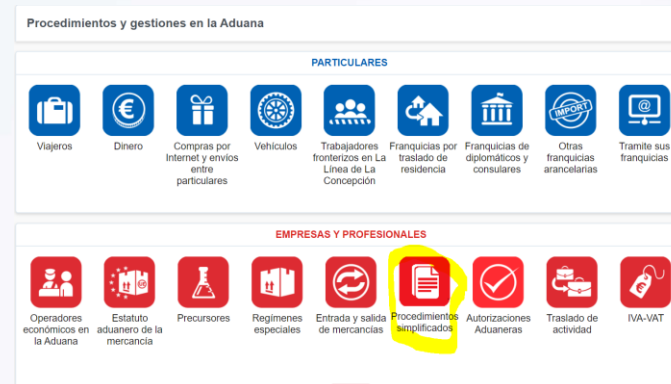 Procedimientos y gestiones en la Aduana
PARTICULARES
Viajeros
Dinero
Compras por
Internet y envíos
entre
particulares
Vehículos
Trabajadores
fronterizos en La
Línea de La
Concepción
Franquicias por
traslado de
residencia
Franquicias de
diplomáticos y
consulares
IMPORT
Otras
franquicias
arancelarias
@
Tramite sus
franquicias
EMPRESAS Y PROFESIONALES
Operadores
económicos en
la Aduana
Estatuto
aduanero de la
mercancía
Precursores
Regímenes
especiales
Entrada y salida
de mercancías
Procedimientos
simplificados
Autorizaciones
Aduaneras
Traslado de
actividad
IVA-VAT